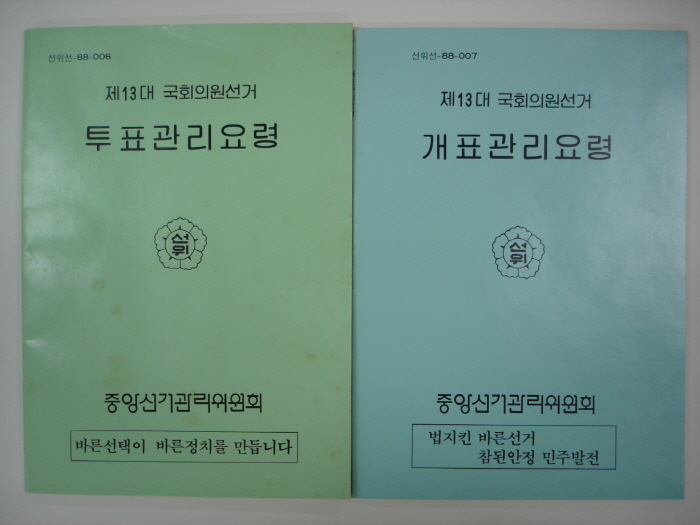 선위선-88-006
제13대 국회의원선거
투표관리요령
선위
중앙선거관리위원회
바른선택이 바른정치를 만듭니다
선위선-88-007
제13대 국회의원선거
개표관리요령
선위
중앙선거관리위원회
법지킨 바른선거
참된안정 민주발전